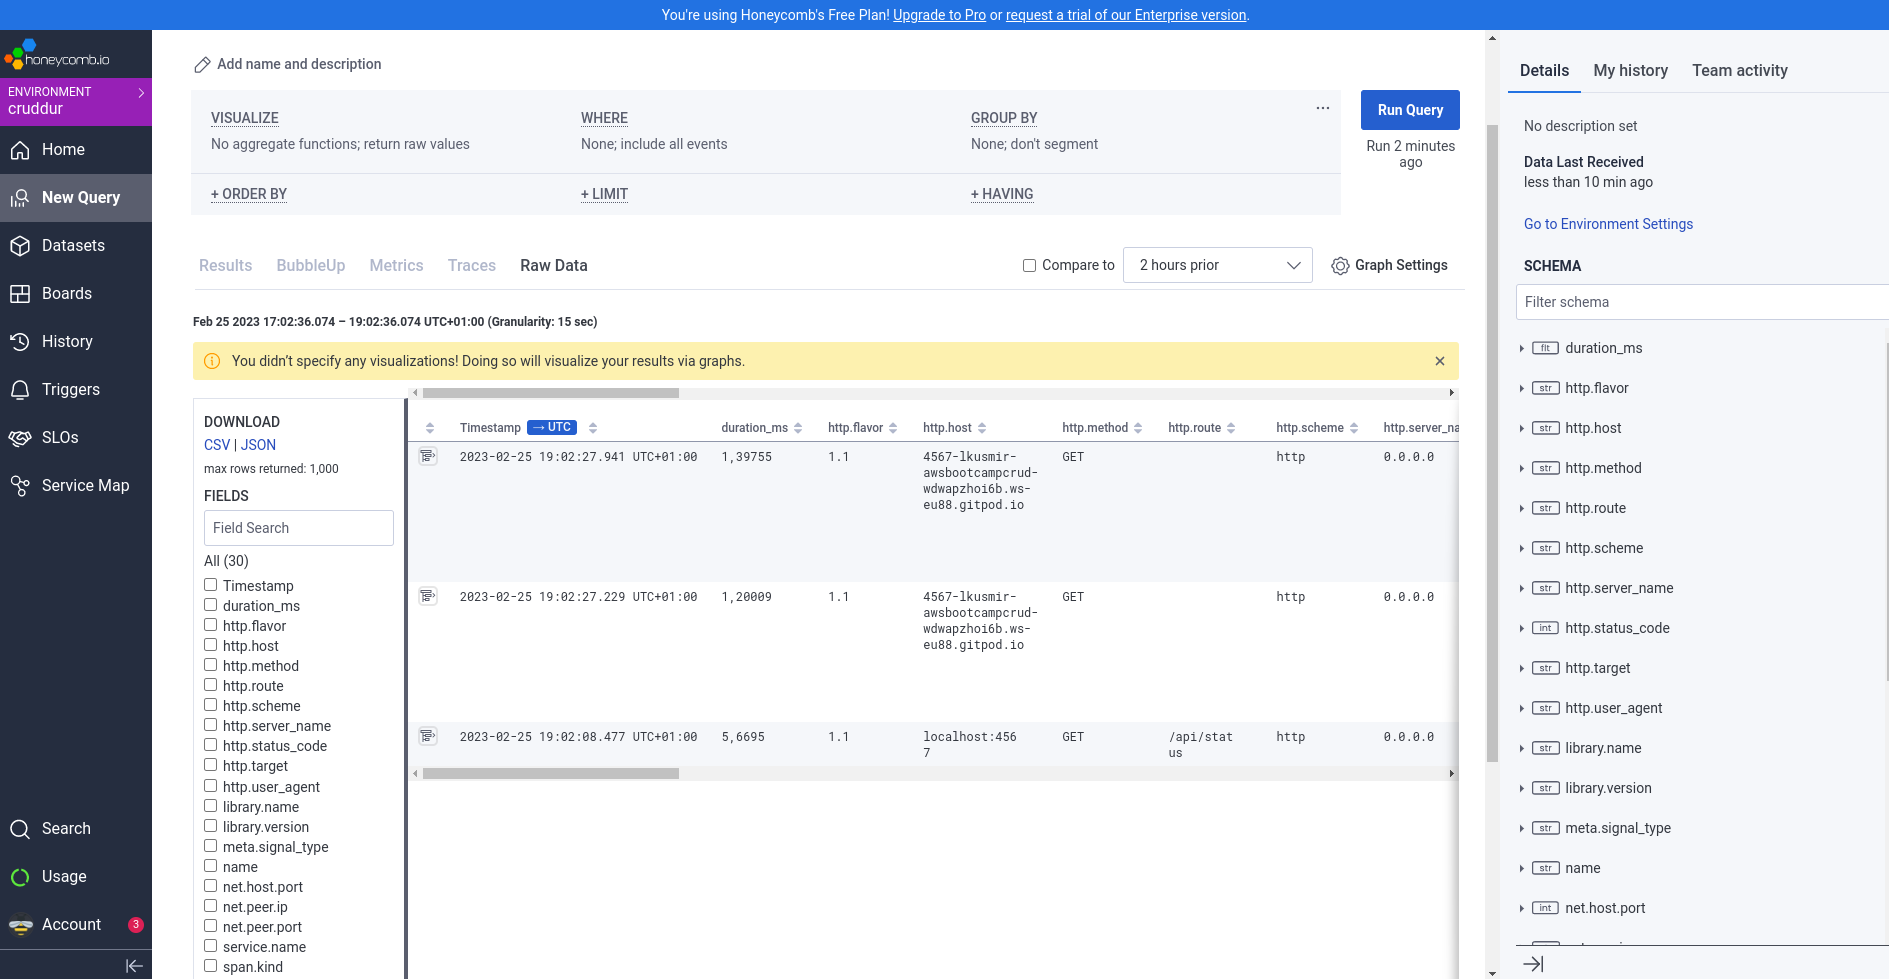 You're using Honeycomb's Free Plan! Upgrade to Pro or request a trial of our Enterprise version.
honeycomb.io
ENVIRONMENT
cruddur
Home
New Query
Datasets
Boards
History
Triggers
SLOs
Service Map
Search
Usage
Account 3
Add name and description
VISUALIZE
No aggregate functions; return raw values
WHERE
None; include all events
GROUP BY
None; don't segment
...
+ ORDER BY
+ LIMIT
+ HAVING
Run Query
Run 2 minutes
ago
Results BubbleUp Metrics Traces Raw Data
Compare to 2 hours prior Graph Settings
Feb 25 2023 17:02:36.074 – 19:02:36.074 UTC+01:00 (Granularity: 15 sec)
You didn't specify any visualizations! Doing so will visualize your results via graphs.
DOWNLOAD
CSV | JSON
max rows returned: 1,000
FIELDS
Field Search
All (30)
Timestamp
duration_ms
http.flavor
http.host
http.method
http.route
http.scheme
http.server_name
http.status_code
http.target
http.user_agent
library.name
library.version
meta.signal_type
name
net.host.port
net.peer.ip
net.peer.port
service.name
span.kind
Timestamp → UTC duration_ms http.flavor http.host http.method http.route http.scheme http.server_na
2023-02-25 19:02:27.941 UTC+01:00 1,39755 1.1 4567-lkusmir- GET http 0.0.0.0
awsbootcampcrud-
wdwapzhoi6b.ws-
eu88.gitpod.io
2023-02-25 19:02:27.229 UTC+01:00 1,20009 1.1 4567-lkusmir- GET http 0.0.0.0
awsbootcampcrud-
wdwapzhoi6b.ws-
eu88.gitpod.io
2023-02-25 19:02:08.477 UTC+01:00 5,6695 1.1 localhost:456 GET /api/stat http 0.0.0.0
7 us
Details My history Team activity
No description set
Data Last Received
less than 10 min ago
Go to Environment Settings
SCHEMA
Filter schema
flt duration_ms
str http.flavor
str http.host
str http.method
str http.route
str http.scheme
str http.server_name
int http.status_code
str http.target
str http.user_agent
str library.name
str library.version
str meta.signal_type
str name
int net.host.port